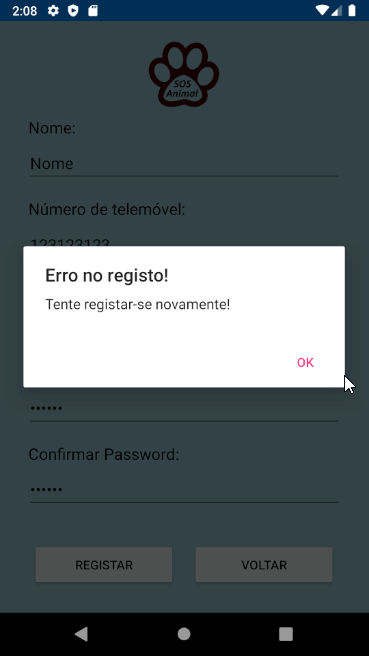 2:08
SOS
Animal
Nome:
Nome
Número de telemóvel:
123123123
Erro no registo!
Tente registar-se novamente!
OK
••••••
Confirmar Password:
••••••
REGISTAR VOLTAR